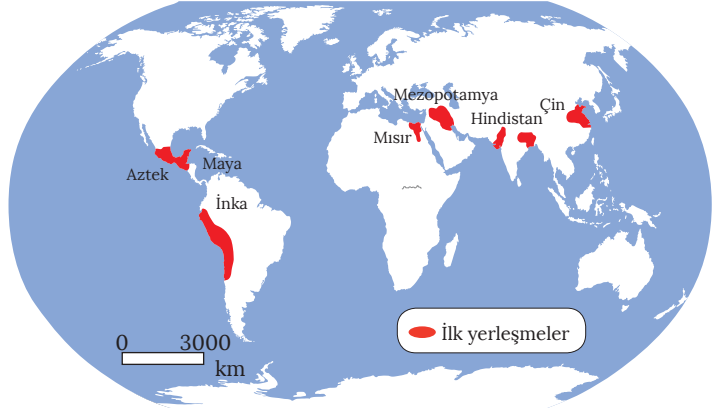 Mezopotamya
Çin
Hindistan
Mısır
Maya
Aztek
İnka
İlk yerleşmeler
0 3000
km